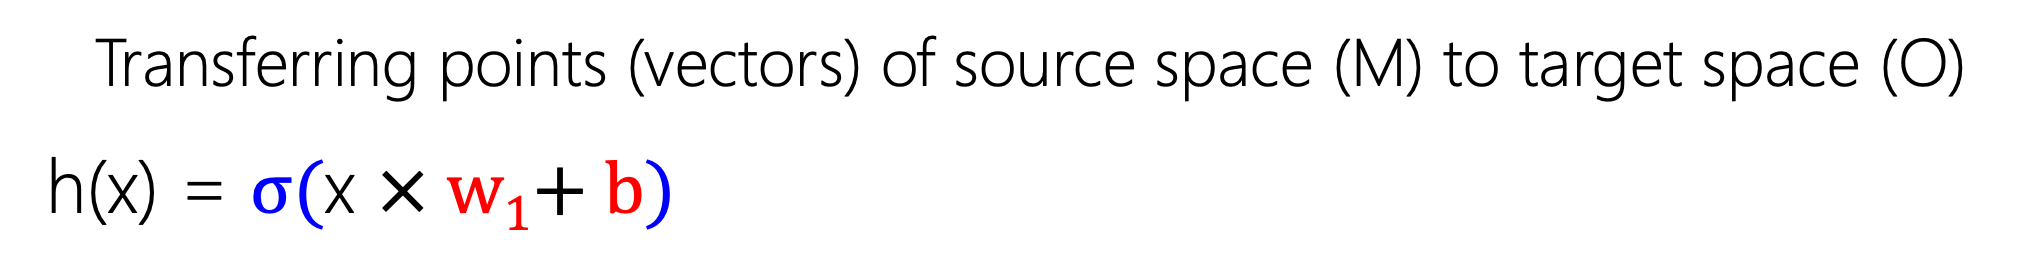 Transferring points (vectors) of source space (M) to target space (O)
h(x) = σ(x × w₁+ b)